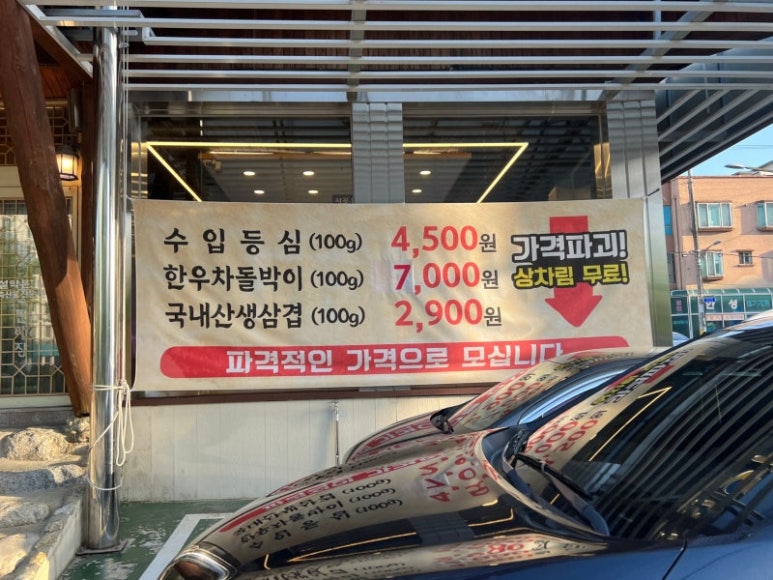 수입등심 (100g) 4,500원
한우차돌박이 (100g) 7,000원
국내산생삼겹 (100g) 2,900원
가격파괴!
상차림 무료!
파격적인 가격으로 모십니다